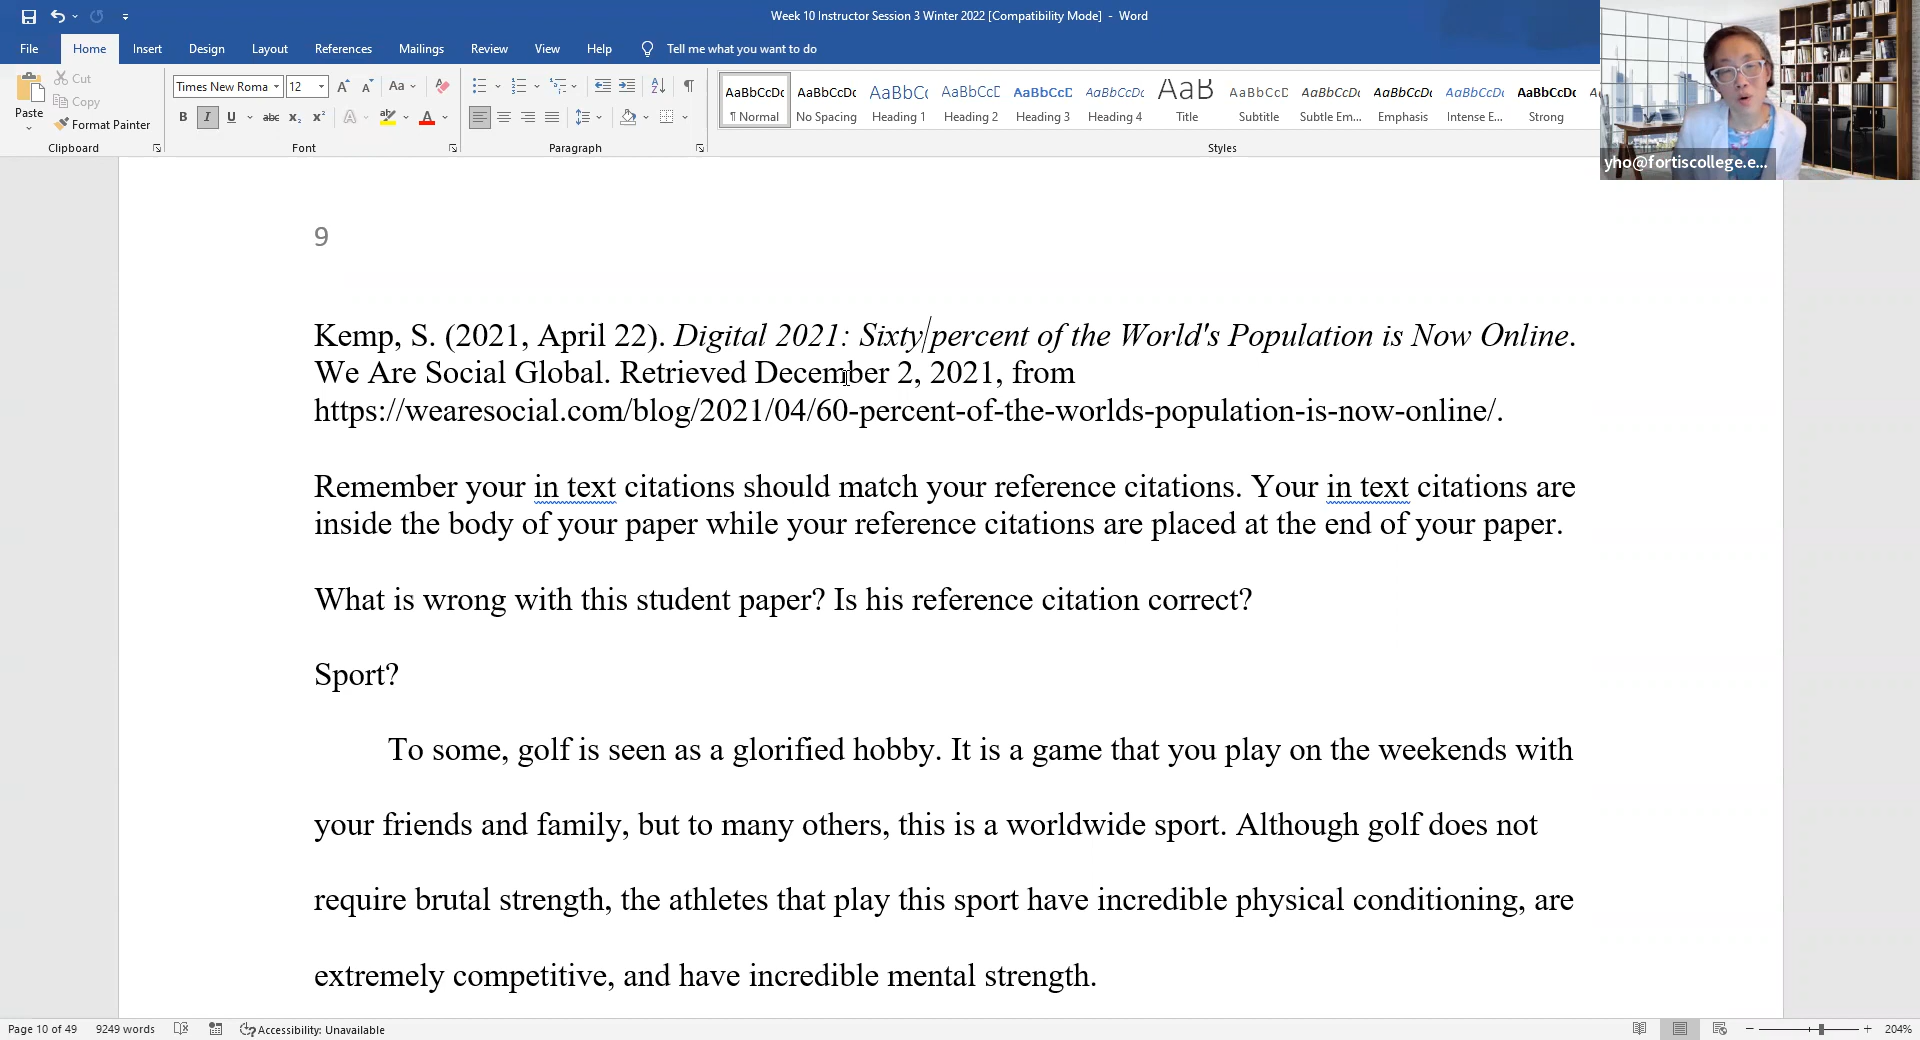 Week 10 Instructor Session 3 Winter 2022 [Compatibility Mode] - Word
File Home Insert Design Layout References Mailings Review View Help Tell me what you want to do
Paste
Cut
Copy
Format Painter
Clipboard
Times New Roma 12
Aa
B I U abc x₂ x²
A ab A
Font
Paragraph
AaBbCcDc AaBbCcDc AaBbC AaBbCcD AaBbCcD AaBbCcDc AaB AaBbCcD AaBbCcDc AaBbCcDc AaBbCcDc AaBbCcDc
¶ Normal No Spacing Heading 1 Heading 2 Heading 3 Heading 4 Title Subtitle Subtle Em... Emphasis Intense E... Strong
Styles
yho@fortiscollege.e...
9
Kemp, S. (2021, April 22). Digital 2021: Sixty percent of the World's Population is Now Online.
We Are Social Global. Retrieved December 2, 2021, from
https://wearesocial.com/blog/2021/04/60-percent-of-the-worlds-population-is-now-online/.
Remember your in text citations should match your reference citations. Your in text citations are
inside the body of your paper while your reference citations are placed at the end of your paper.
What is wrong with this student paper? Is his reference citation correct?
Sport?
To some, golf is seen as a glorified hobby. It is a game that you play on the weekends with
your friends and family, but to many others, this is a worldwide sport. Although golf does not
require brutal strength, the athletes that play this sport have incredible physical conditioning, are
extremely competitive, and have incredible mental strength.
Page 10 of 49 9249 words Accessibility: Unavailable 204%